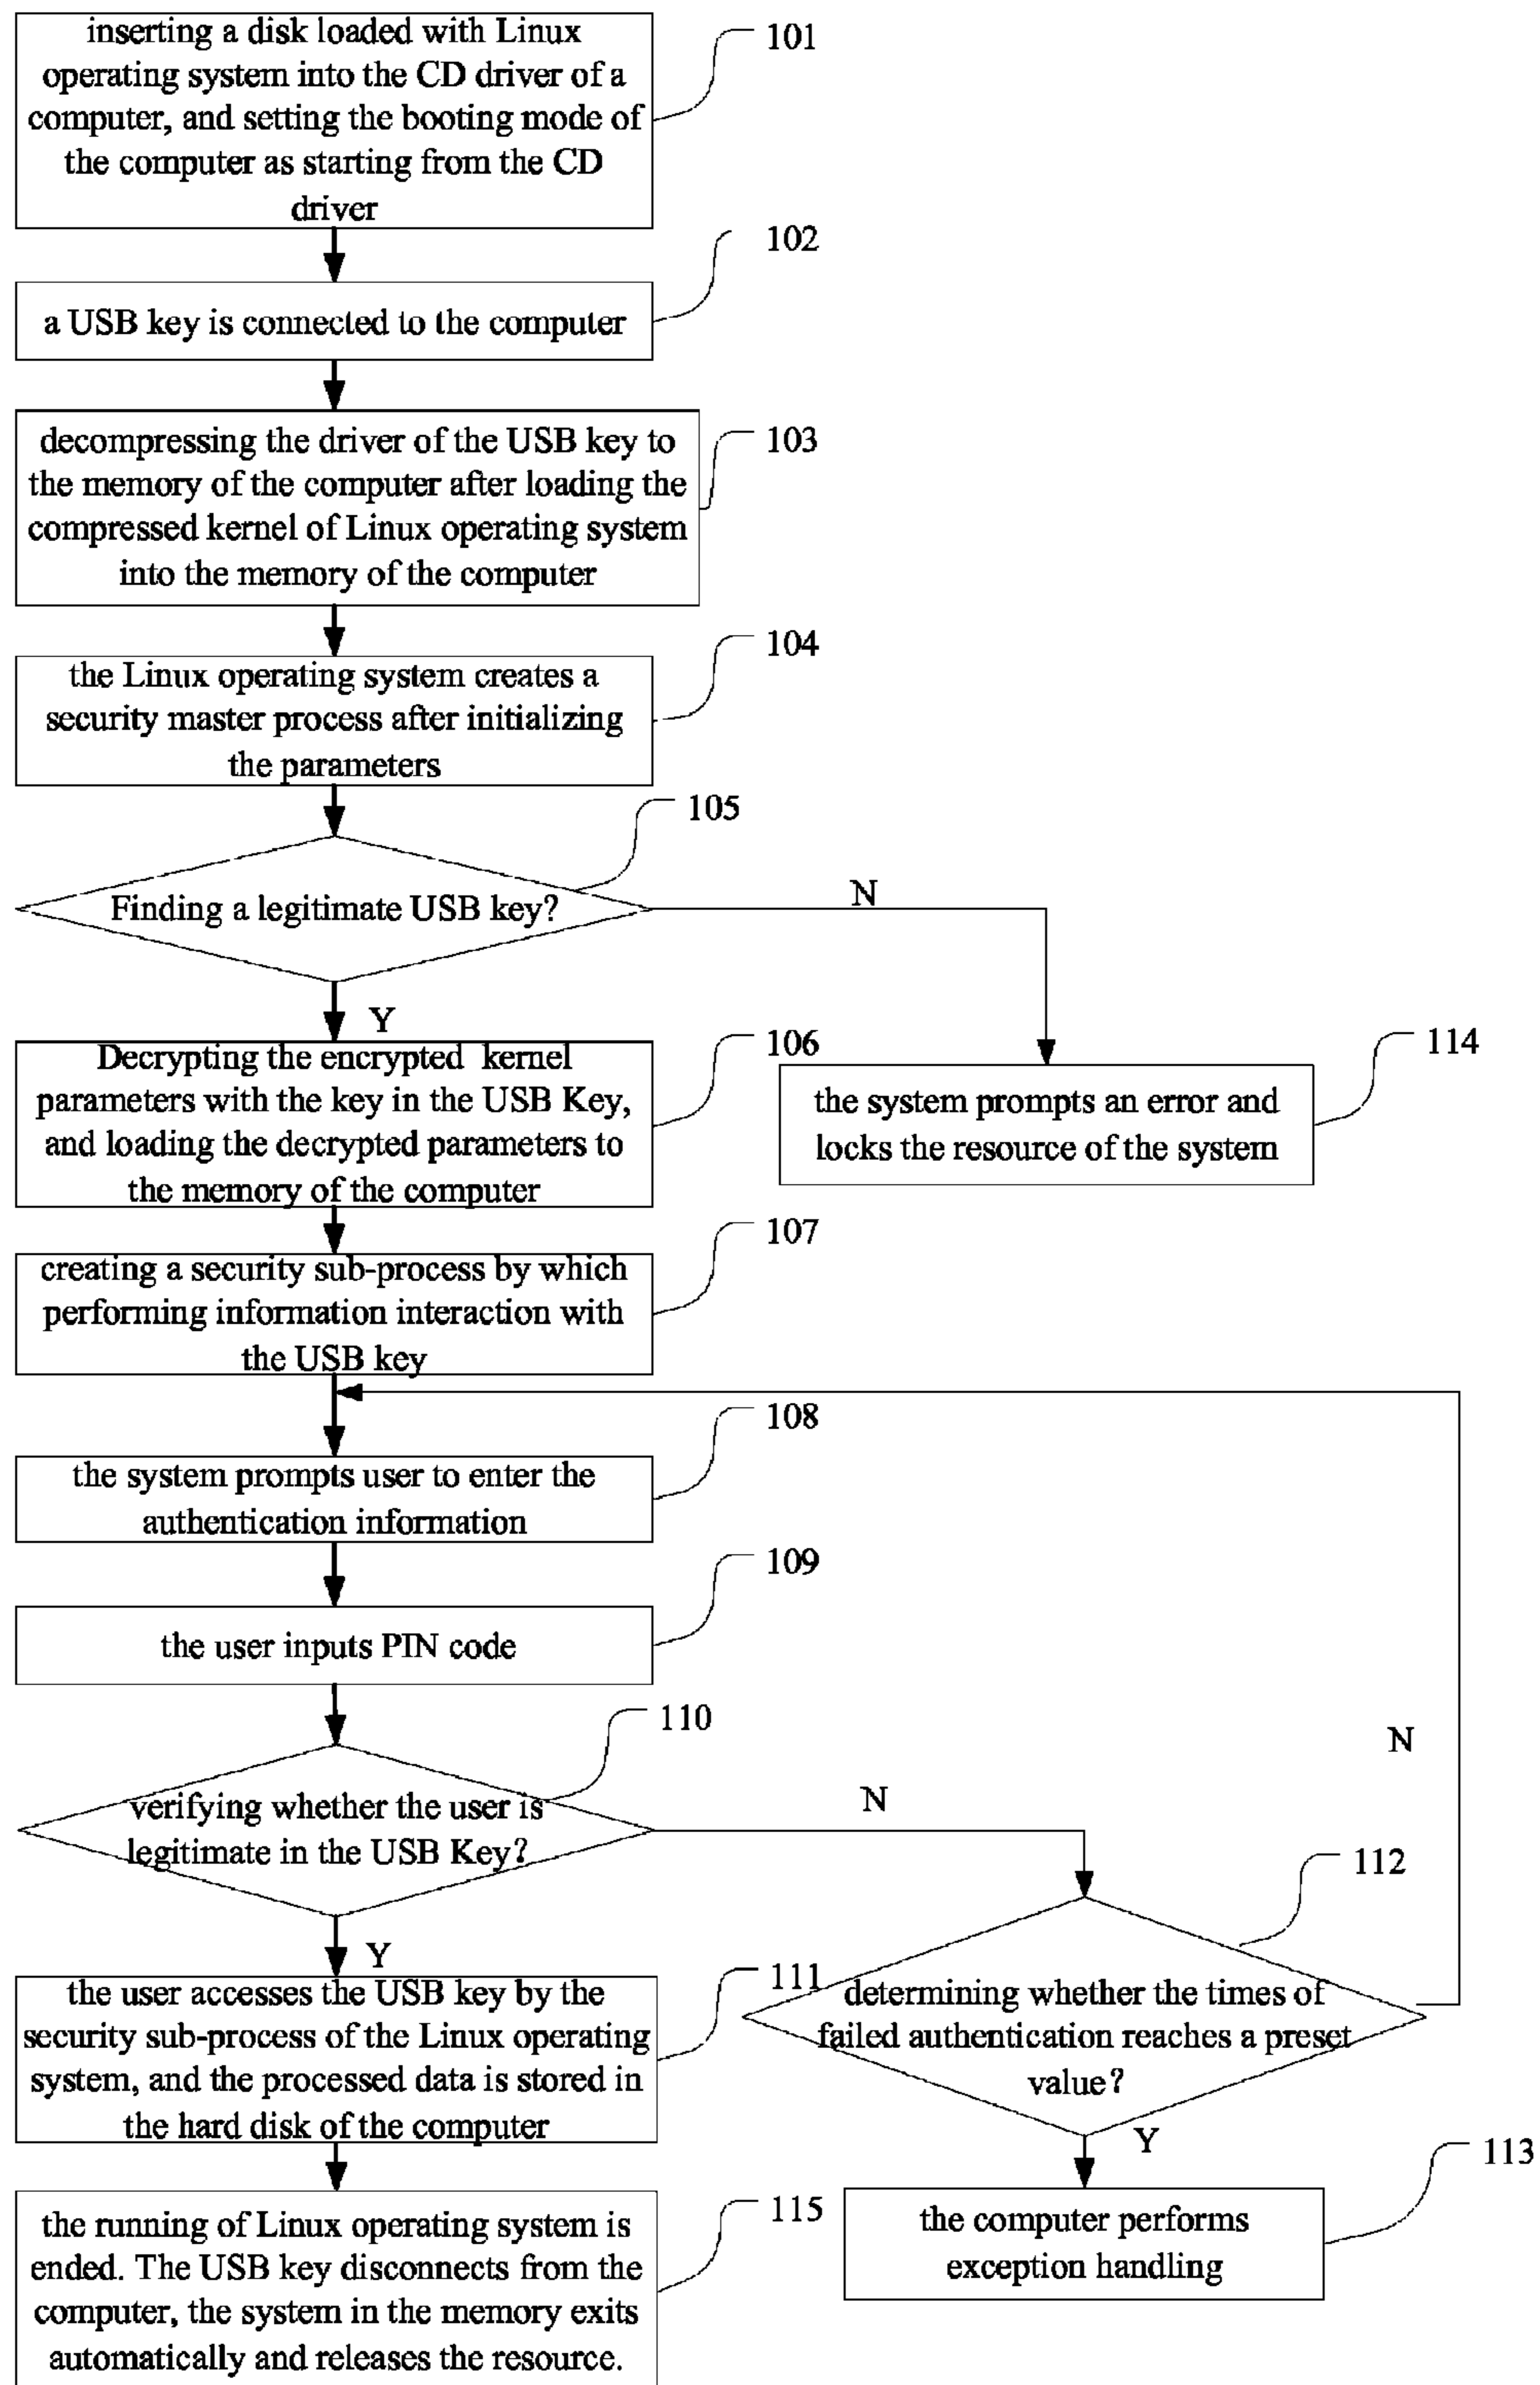 inserting a disk loaded with Linux
operating system into the CD driver of a
computer, and setting the booting mode of
the computer as starting from the CD
driver
101
a USB key is connected to the computer
102
decompressing the driver of the USB key to
the memory of the computer after loading the
compressed kernel of Linux operating system
into the memory of the computer
103
the Linux operating system creates a
security master process after initializing
the parameters
104
Finding a legitimate USB key?
105
N
Y
Decrypting the encrypted kernel
parameters with the key in the USB Key,
and loading the decrypted parameters to
the memory of the computer
106
the system prompts an error and
locks the resource of the system
114
creating a security sub-process by which
performing information interaction with
the USB key
107
the system prompts user to enter the
authentication information
108
the user inputs PIN code
109
verifying whether the user is
legitimate in the USB Key?
110
N
N
Y
the user accesses the USB key by the
security sub-process of the Linux operating
system, and the processed data is stored in
the hard disk of the computer
111
determining whether the times of
failed authentication reaches a preset
value?
112
Y
the computer performs
exception handling
113
the running of Linux operating system is
ended. The USB key disconnects from the
computer, the system in the memory exits
automatically and releases the resource.
115